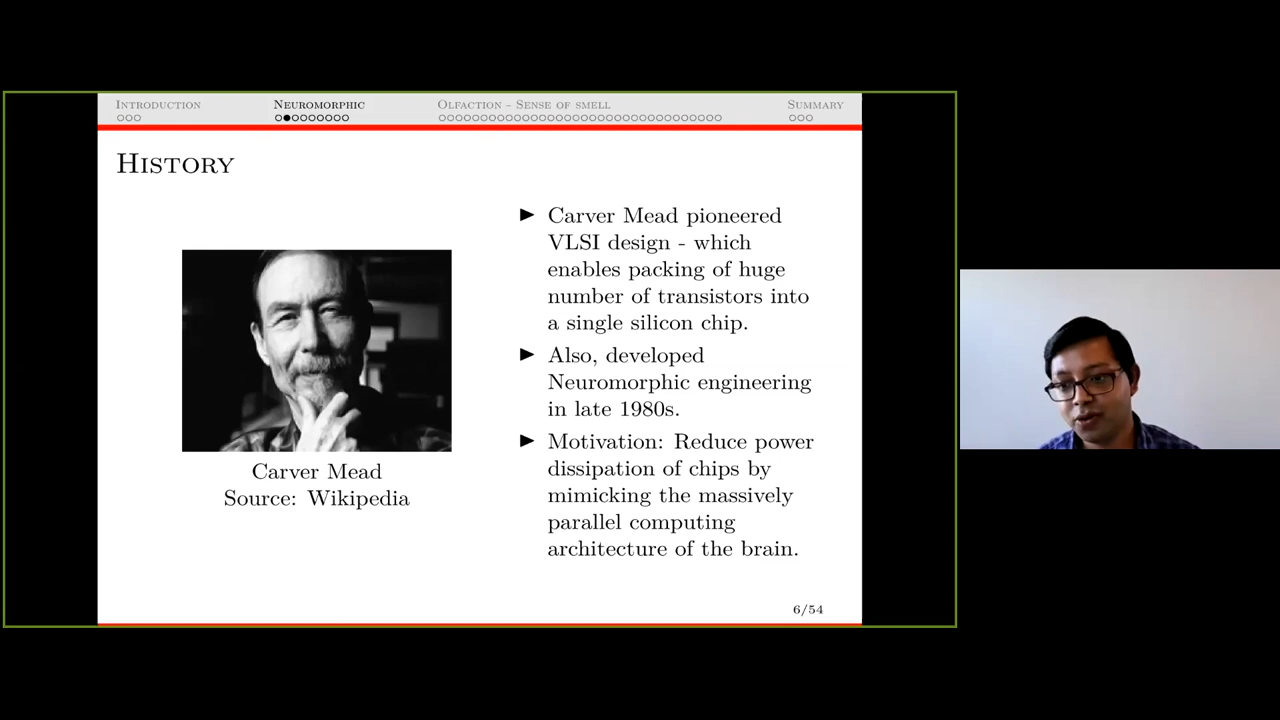 INTRODUCTION
NEUROMORPHIC
OLFACTION – SENSE OF SMELL
SUMMARY
HISTORY
Carver Mead
Source: Wikipedia
► Carver Mead pioneered
VLSI design - which
enables packing of huge
number of transistors into
a single silicon chip.
► Also, developed
Neuromorphic engineering
in late 1980s.
► Motivation: Reduce power
dissipation of chips by
mimicking the massively
parallel computing
architecture of the brain.
6/54